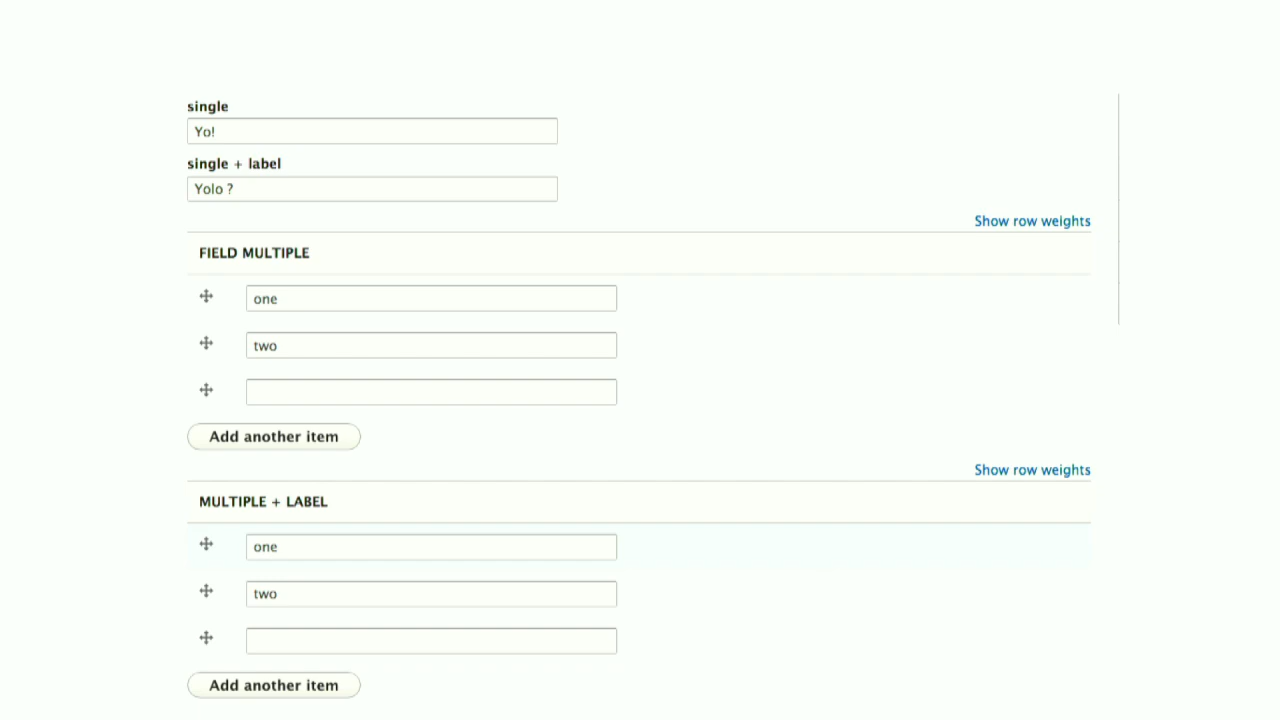 single
Yo!
single + label
Yolo ?
Show row weights
FIELD MULTIPLE
one
two
Add another item
Show row weights
MULTIPLE + LABEL
one
two
Add another item